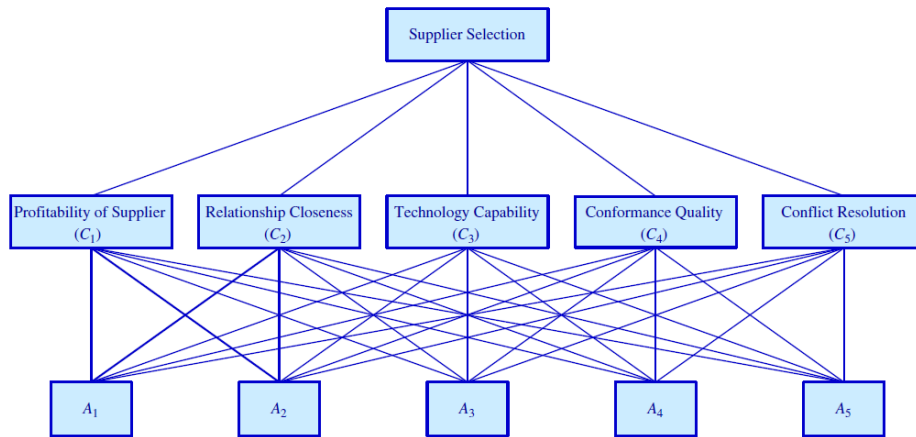 Supplier Selection
Profitability of Supplier
(C₁)
Relationship Closeness
(C₂)
Technology Capability
(C₃)
Conformance Quality
(C₄)
Conflict Resolution
(C₅)
A₁
A₂
A₃
A₄
A₅